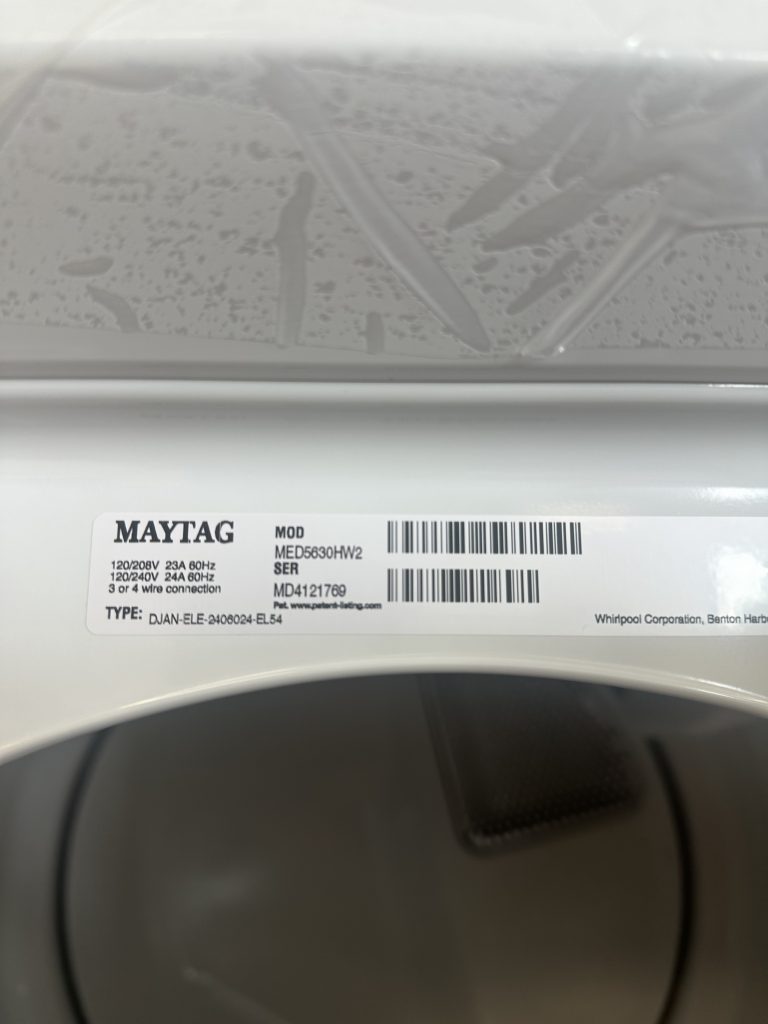 MAYTAG
120/208V 23A 60Hz
120/240V 24A 60Hz
3 or 4 wire connection
TYPE: DJAN-ELE-2406024-EL54
MOD
MED5630HW2
SER
MD4121769
Pat. www.patent-listing.com
Whirlpool Corporation, Benton Harb